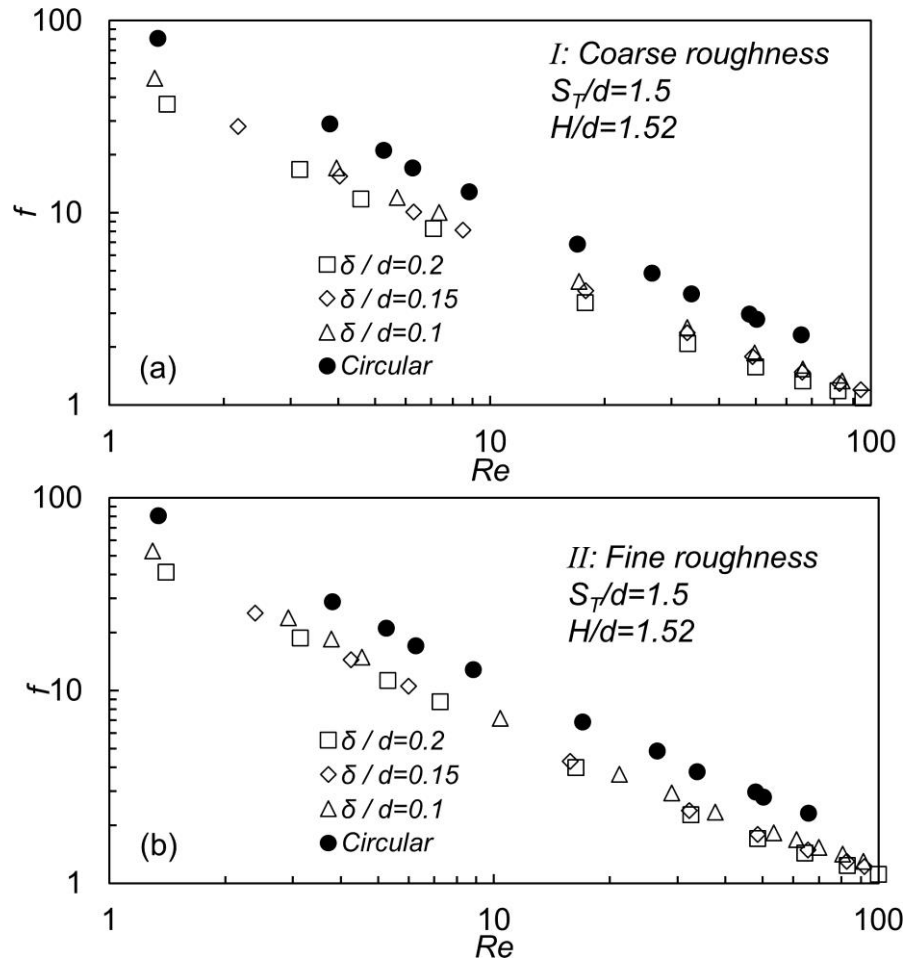 (a)
100
I: Coarse roughness
S_T/d=1.5
H/d=1.52
f
10
δ / d=0.2
δ / d=0.15
δ / d=0.1
Circular
(a)
1
1
10
100
Re
100
II: Fine roughness
S_T/d=1.5
H/d=1.52
f
10
δ / d=0.2
δ / d=0.15
δ / d=0.1
Circular
(b)
1
1
10
100
Re